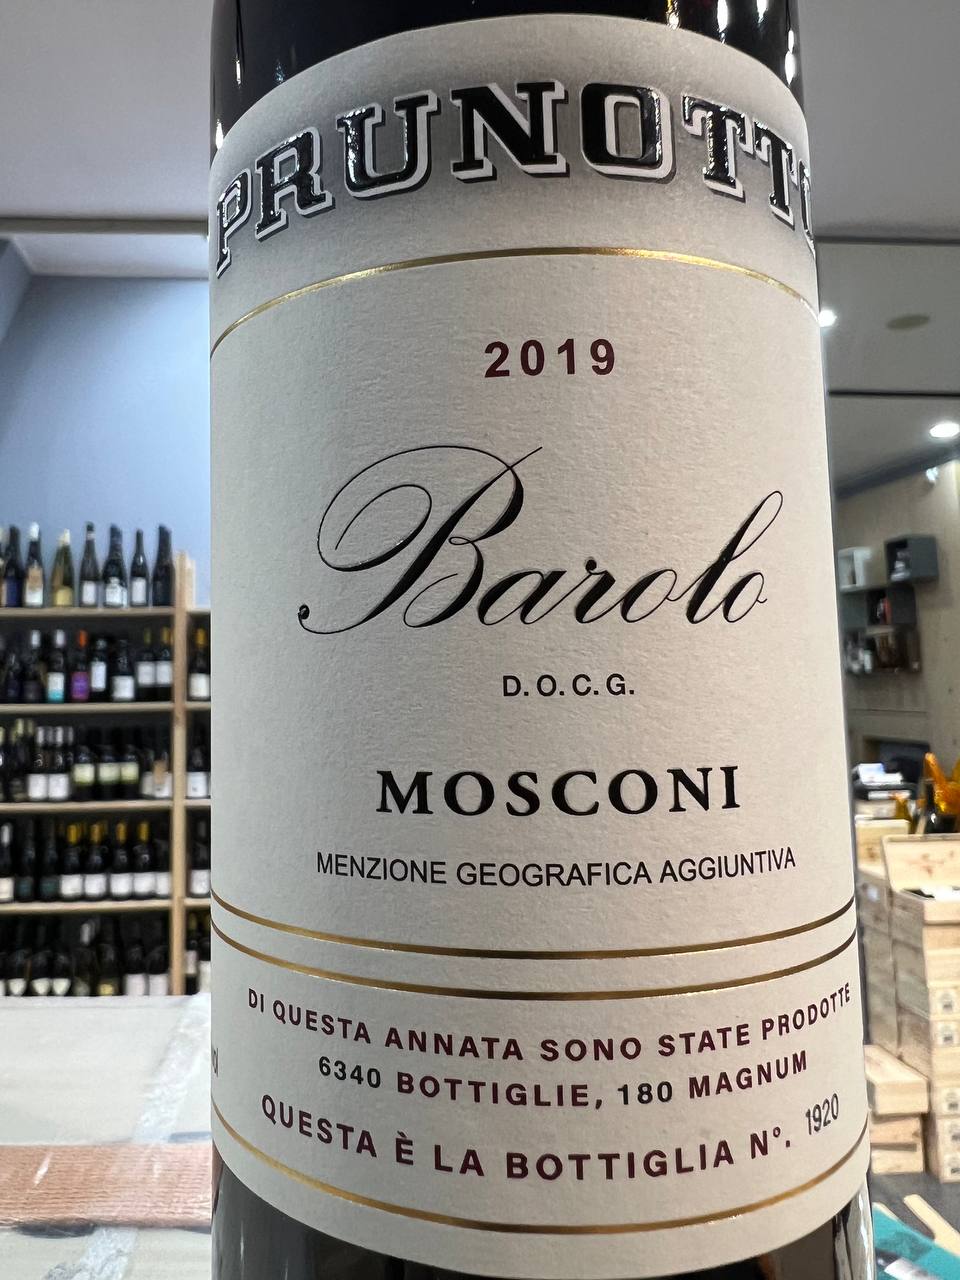 PRUNOTTO
2019
Barolo
D.O.C.G.
MOSCONI
MENZIONE GEOGRAFICA AGGIUNTIVA
DI QUESTA ANNATA SONO STATE PRODOTTE
6340 BOTTIGLIE, 180 MAGNUM
QUESTA È LA BOTTIGLIA N°. 1920